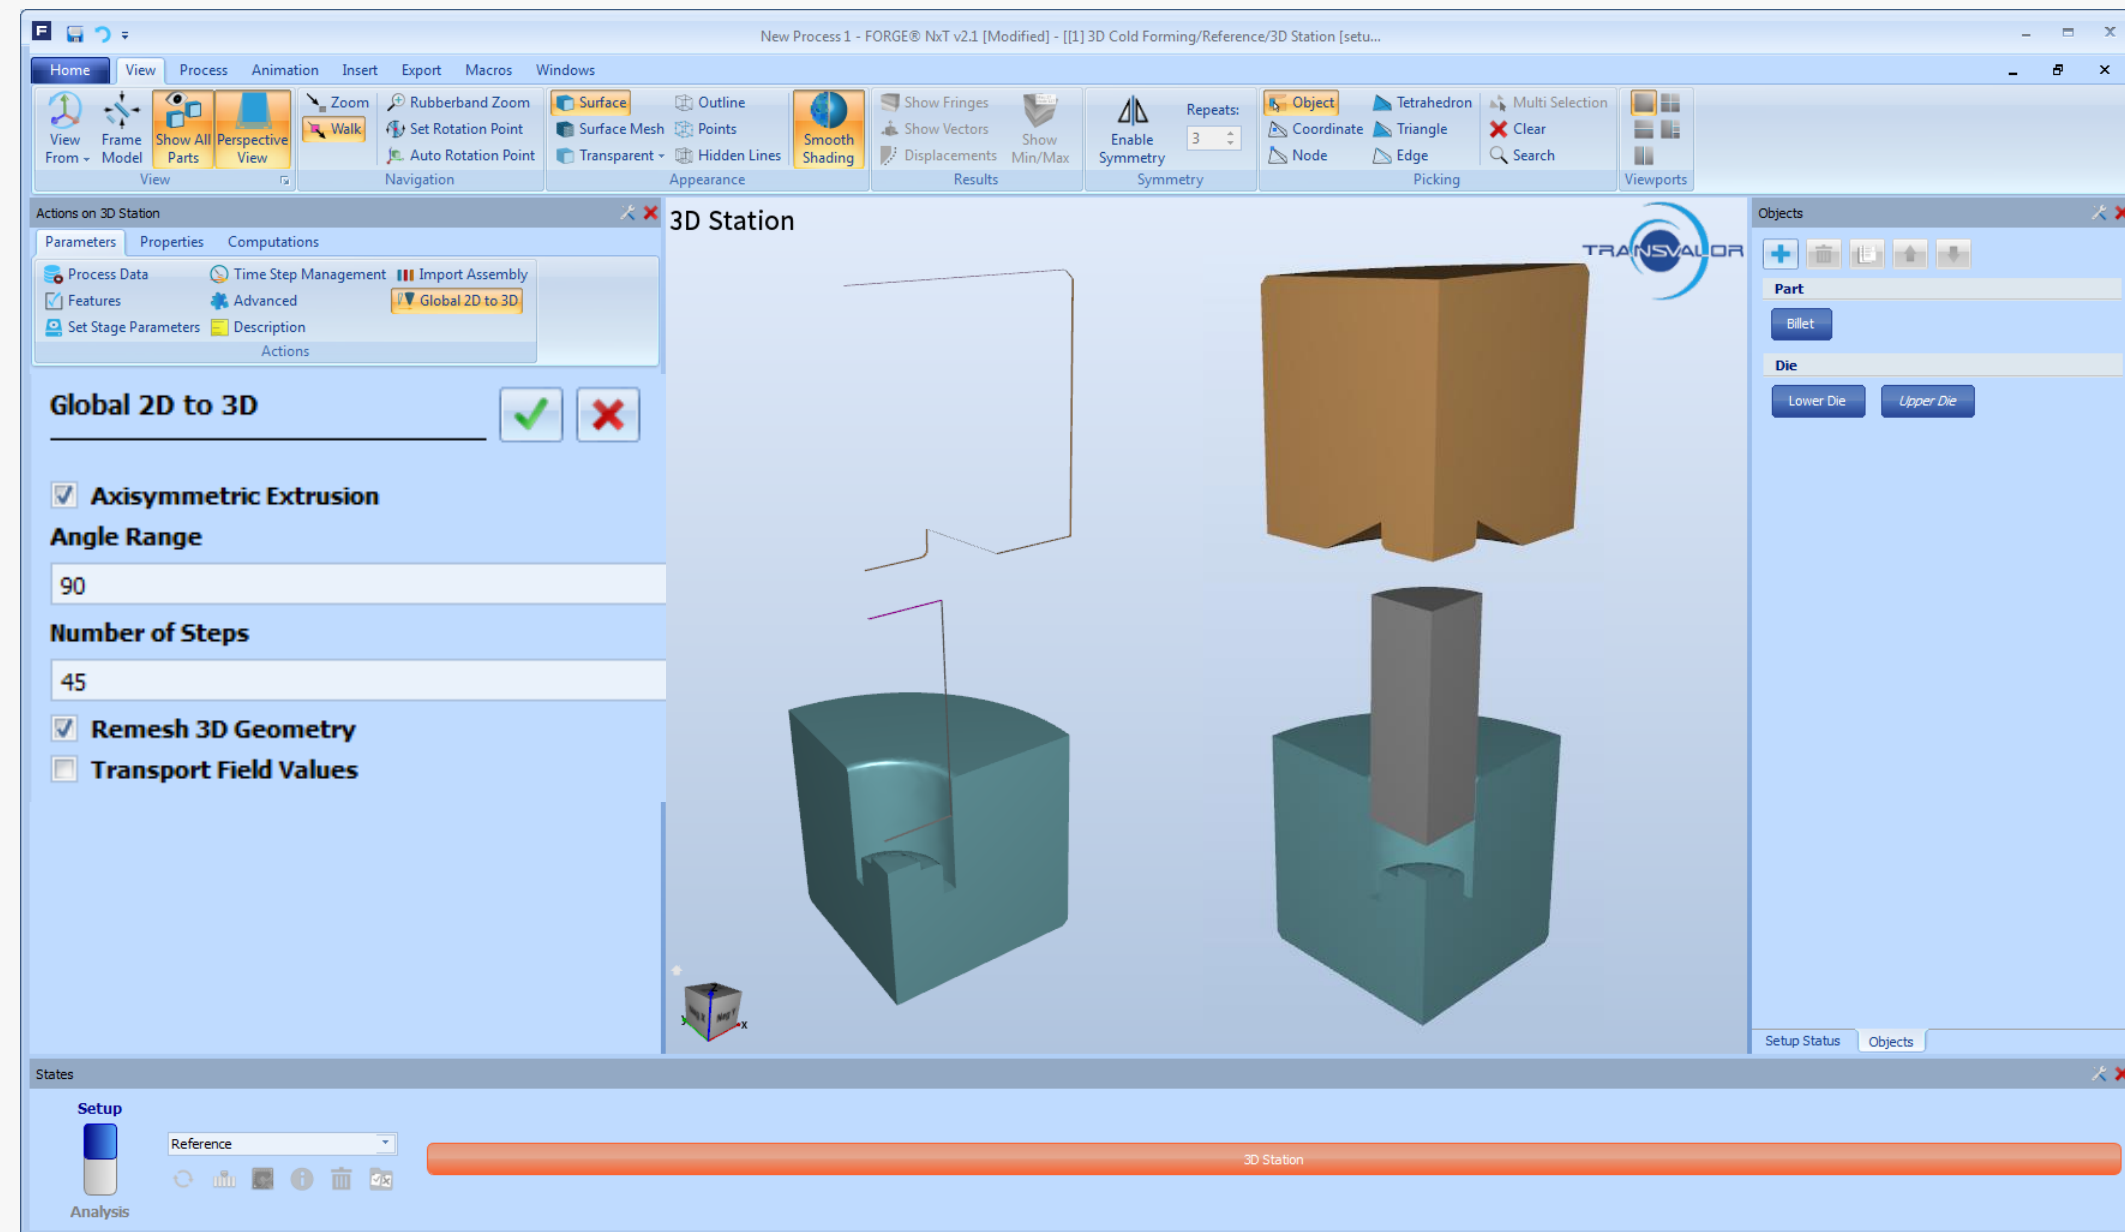 New Process 1 - FORGE® NxT v2.1 [Modified] - [[1] 3D Cold Forming/Reference/3D Station [setu...
Home View Process Animation Insert Export Macros Windows
Zoom Rubberband Zoom Surface Outline Show Fringes Repeats: Object Tetrahedron Multi Selection
View From Frame Model Show All Parts Perspective View Walk Set Rotation Point Surface Mesh Points Smooth Shading Show Vectors Show Min/Max Enable Symmetry 3 Coordinate Triangle Clear
Auto Rotation Point Transparent Hidden Lines Displacements Node Edge Search
View Navigation Appearance Results Symmetry Picking Viewports
Actions on 3D Station
Parameters Properties Computations
Process Data Time Step Management Import Assembly
Features Advanced Global 2D to 3D
Set Stage Parameters Description
Actions
Global 2D to 3D
Axisymmetric Extrusion
Angle Range
90
Number of Steps
45
Remesh 3D Geometry
Transport Field Values
3D Station
TRANSVALOR
Z
Neg X Neg Y
y x
Objects
Part
Billet
Die
Lower Die Upper Die
Setup Status Objects
States
Setup
Reference
3D Station
Analysis